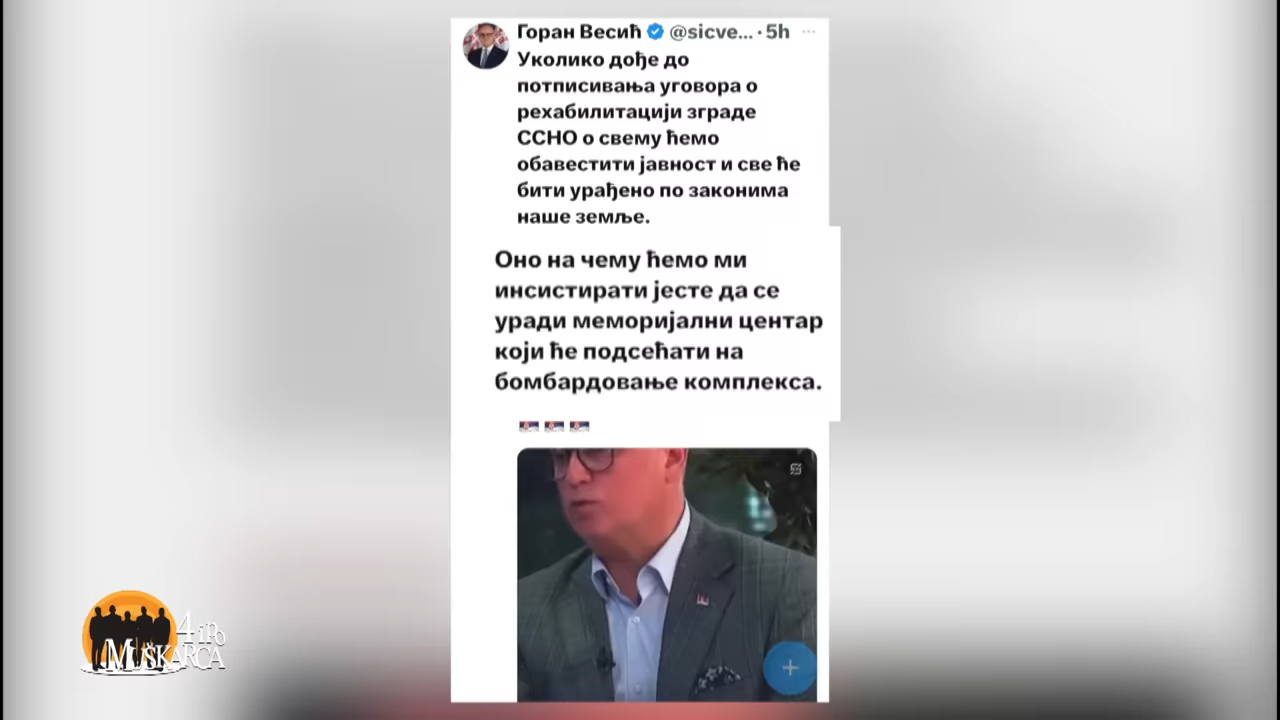 Горан Весић @sicve... · 5h
Уколико дође до
потписивања уговора о
рехабилитацији зграде
ССНО о свему ћемо
обавестити јавност и све ће
бити урађено по законима
наше земље.
Оно на чему ћемо ми
инсистирати јесте да се
уради меморијални центар
који ће подсећати на
бомбардовање комплекса.
4 i po
MUŠKARCA